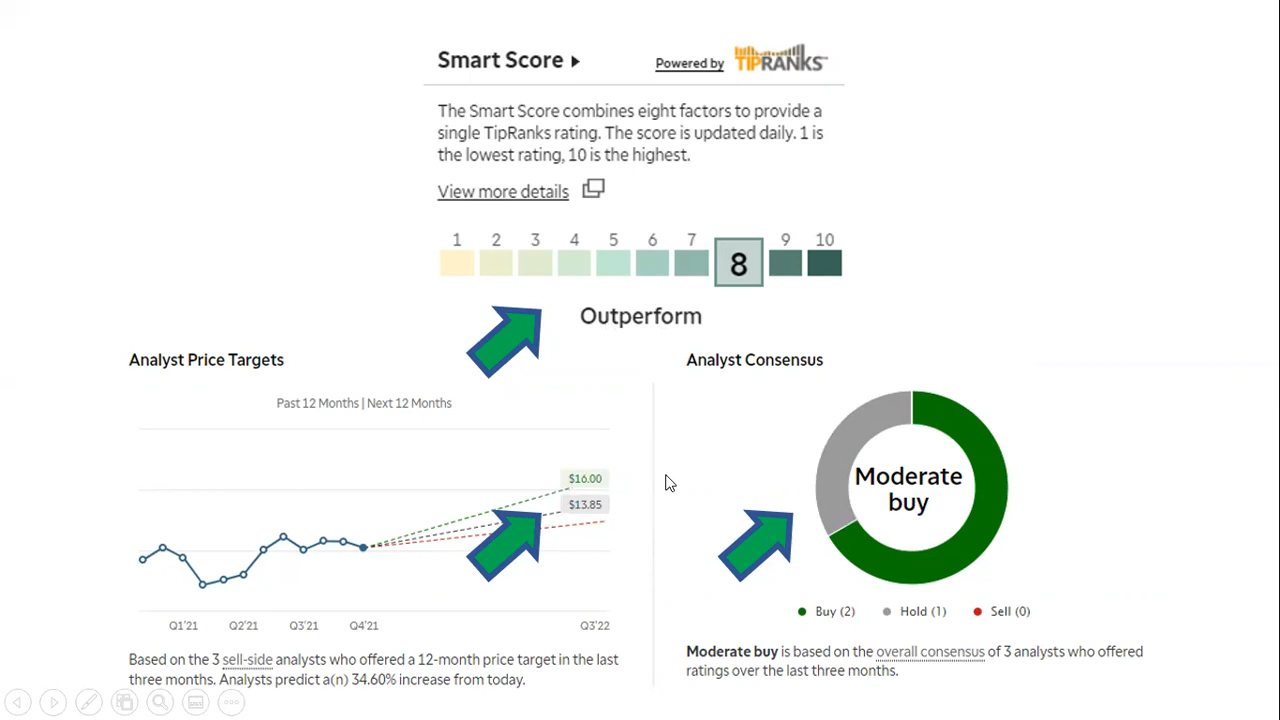 Smart Score
Powered by TIPRANKS
The Smart Score combines eight factors to provide a
single TipRanks rating. The score is updated daily. 1 is
the lowest rating, 10 is the highest.
View more details
1 2 3 4 5 6 7 8 9 10
Outperform
Analyst Price Targets
Past 12 Months | Next 12 Months
$16.00
$13.85
Q1'21 Q2'21 Q3'21 Q4'21 Q3'22
Based on the 3 sell-side analysts who offered a 12-month price target in the last
three months. Analysts predict a(n) 34.60% increase from today.
Analyst Consensus
Moderate
buy
Buy (2) Hold (1) Sell (0)
Moderate buy is based on the overall consensus of 3 analysts who offered
ratings over the last three months.